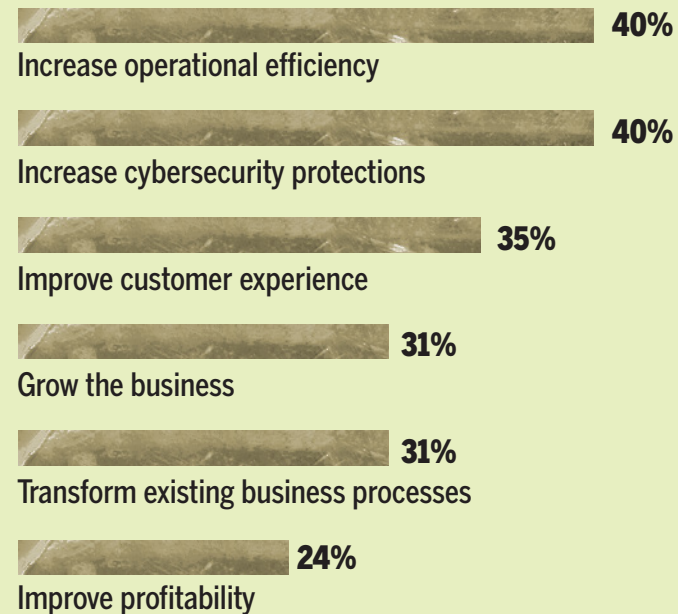 40%
Increase operational efficiency
40%
Increase cybersecurity protections
35%
Improve customer experience
31%
Grow the business
31%
Transform existing business processes
24%
Improve profitability